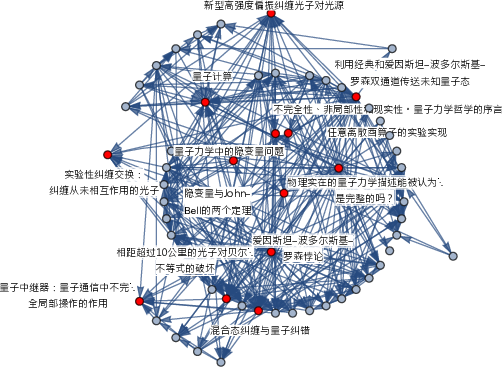 新型高强度偏振纠缠光子对光源
利用经典和爱因斯坦–波多尔斯基–
罗森双通道传送未知量子态
量子计算
不完全性、非局部性 现实性・量子力学哲学的序言
任意离散酉算子的实验实现
量子力学中的隐变量问题
实验性纠缠交换：
纠缠从未相互作用的光子
物理实在的量子力学描述能被认为⋱
是完整的吗？
隐变量与John–
Bell的两个定理
爱因斯坦–波多尔斯基–
罗森悖论
相距超过10公里的光子对贝尔⋱
不等式的破坏
量子中继器：量子通信中不完⋱
全局部操作的作用
混合态纠缠与量子纠错